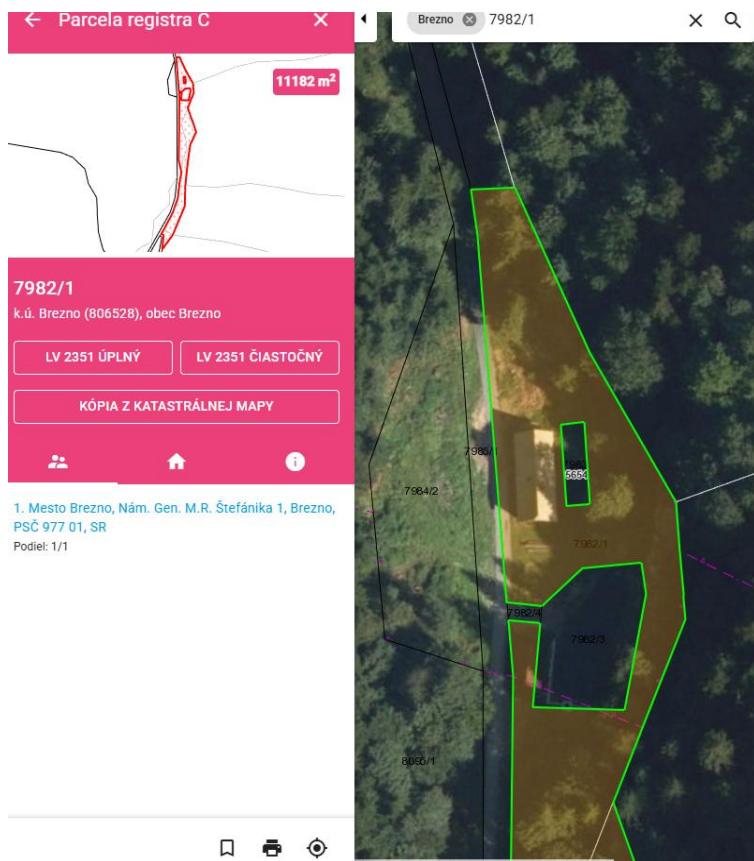 Parcela registra C
11182 m²
7982/1
k.ú. Brezno (806528), obec Brezno
LV 2351 ÚPLNÝ
LV 2351 ČIASTOČNÝ
KÓPIA Z KATASTRÁLNEJ MAPY
1. Mesto Brezno, Nám. Gen. M.R. Štefánika 1, Brezno,
PSČ 977 01, SR
Podiel: 1/1
Brezno 7982/1
7985/1
5654
7984/2
7982/1
7982/4
7982/3
8095/1